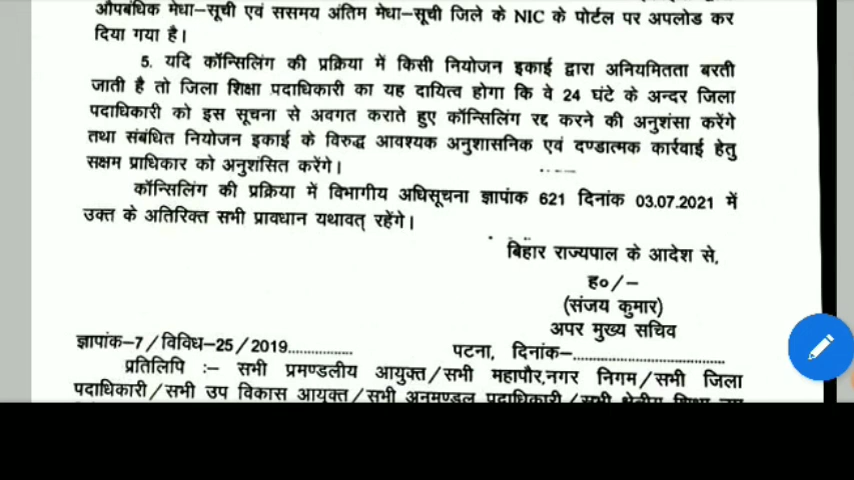 औपबंधिक मेधा–सूची एवं ससमय अंतिम मेधा–सूची जिले के NIC के पोर्टल पर अपलोड कर
दिया गया है।
5. यदि कॉन्सिलिंग की प्रक्रिया में किसी नियोजन इकाई द्वारा अनियमितता बरती
जाती है तो जिला शिक्षा पदाधिकारी का यह दायित्व होगा कि वे 24 घंटे के अन्दर जिला
पदाधिकारी को इस सूचना से अवगत कराते हुए कॉन्सिलिंग रद्द करने की अनुशंसा करेंगे
तथा संबंधित नियोजन इकाई के विरुद्ध आवश्यक अनुशासनिक एवं दण्डात्मक कार्रवाई हेतु
सक्षम प्राधिकार को अनुशंसित करेंगे।
कॉन्सिलिंग की प्रक्रिया में विभागीय अधिसूचना ज्ञापांक 621 दिनांक 03.07.2021 में
उक्त के अतिरिक्त सभी प्रावधान यथावत् रहेंगे।
बिहार राज्यपाल के आदेश से,
ह०/–
(संजय कुमार)
अपर मुख्य सचिव
ज्ञापांक–7/विविध–25/2019..................
पटना, दिनांक–..........................................
प्रतिलिपि :– सभी प्रमण्डलीय आयुक्त/सभी महापौर,नगर निगम/सभी जिला
पदाधिकारी/सभी उप विकास आयुक्त/सभी अनुमण्डल पदाधिकारी/सभी क्षेत्रीय शिक्षा उप